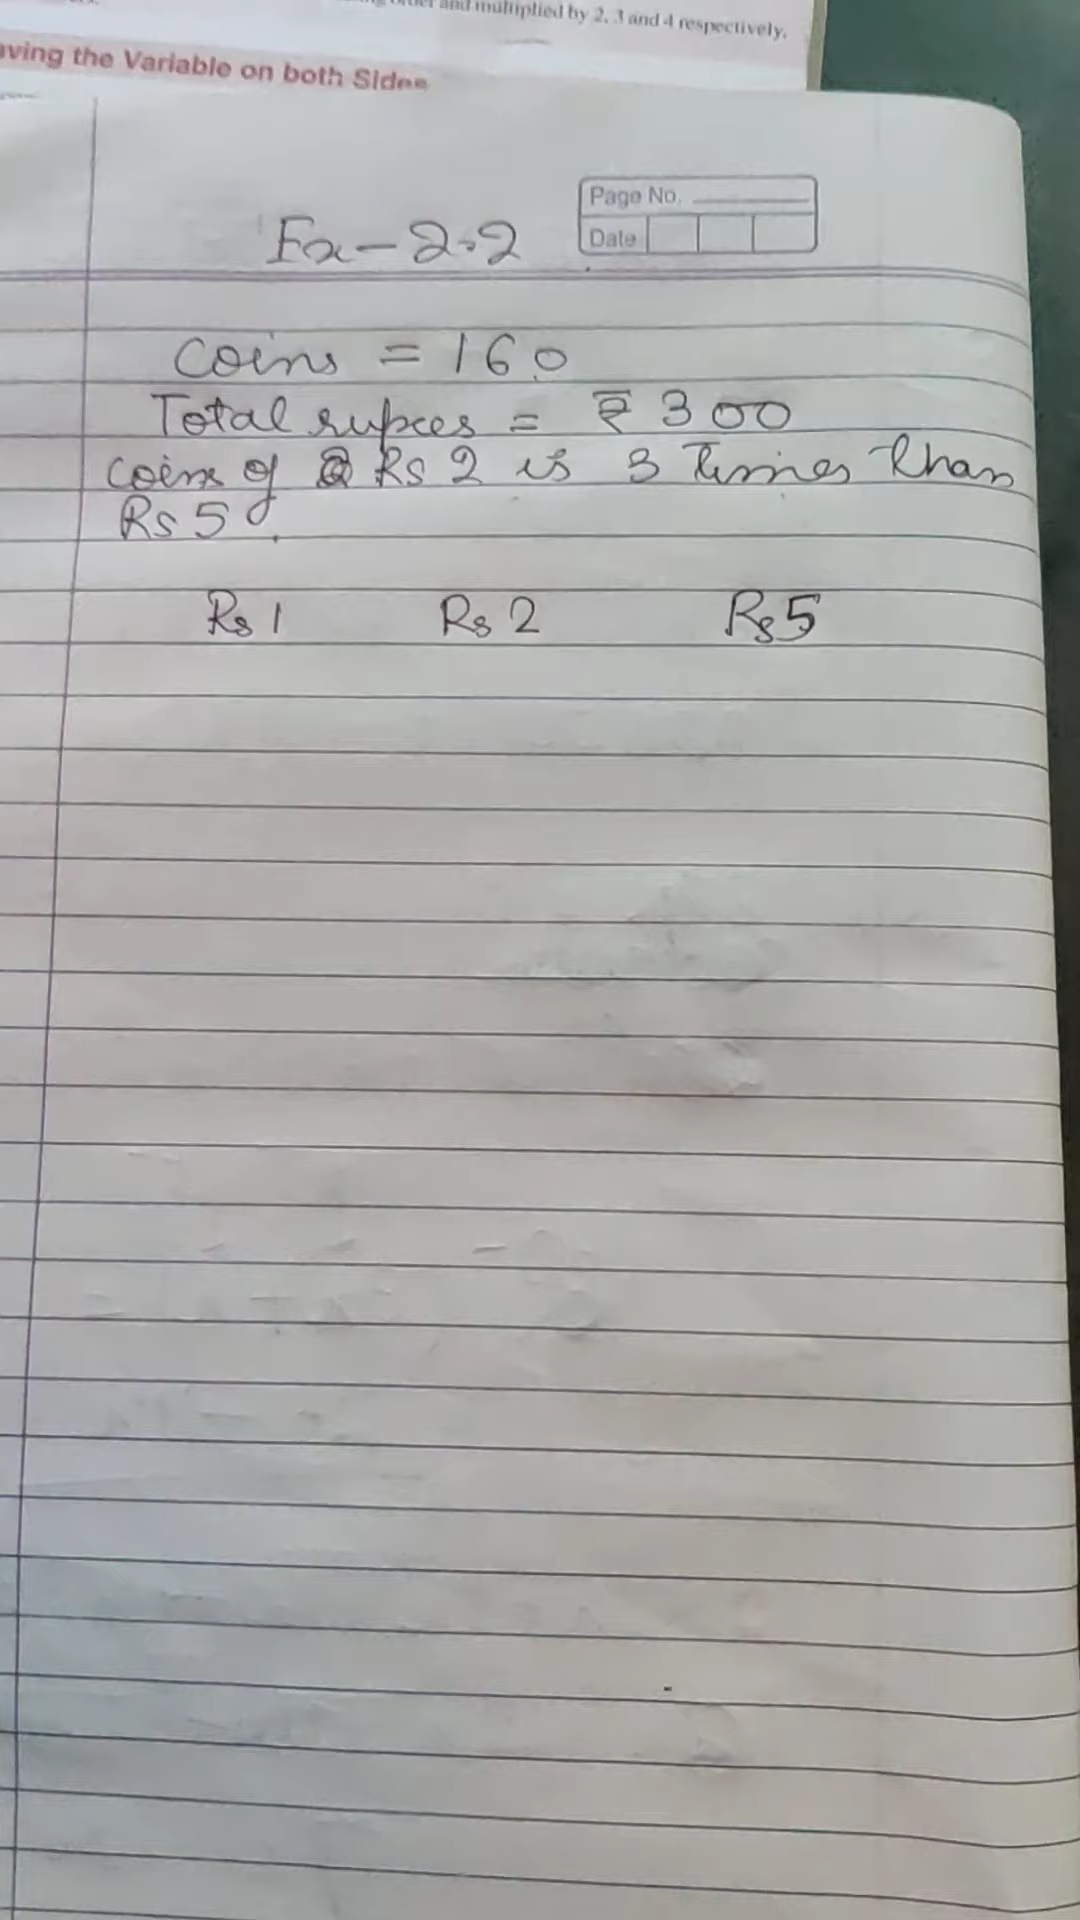 and multiplied by 2, 3 and 4 respectively.
the Variable on both Sides
Page No.
Date
Ex - 2.2
Coins = 160
Total rupees = ₹ 300
coins of Rs 2 is 3 Times than
Rs 5.
Rs 1 Rs 2 Rs 5